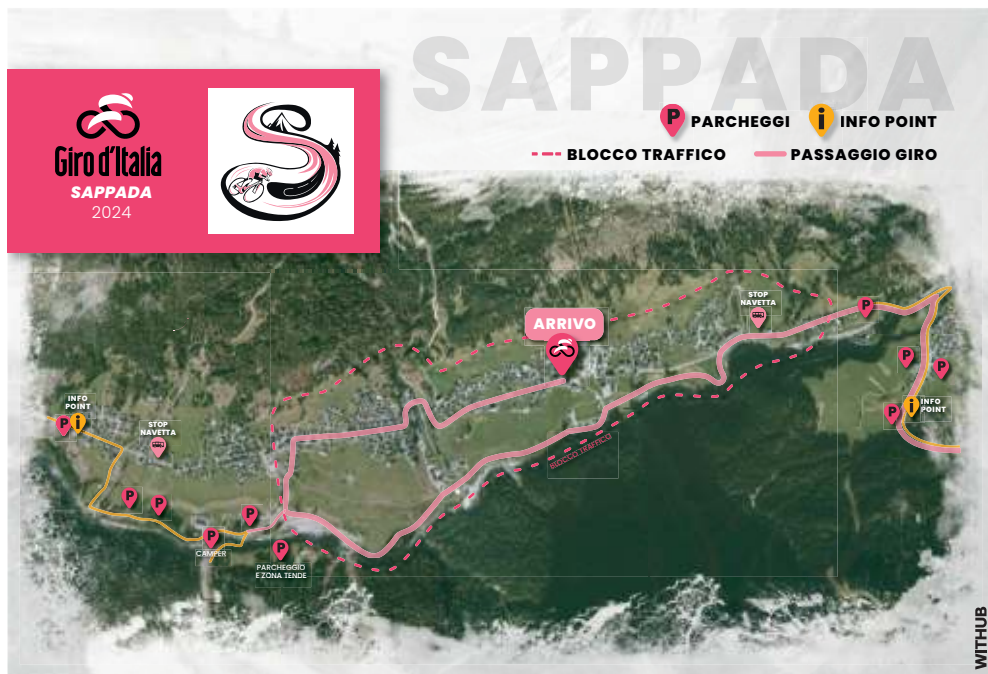 SAPPADA
Giro d'Italia
SAPPADA
2024
P PARCHEGGI
i INFO POINT
BLOCCO TRAFFICO
PASSAGGIO GIRO
STOP
NAVETTA
ARRIVO
P
P
P
INFO
POINT
P
i
P
i
INFO
POINT
STOP
NAVETTA
P
P
P
P
CAMPER
P
PARCHEGGIO
E ZONA TENDE
BLOCCO TRAFFICO
WITHUB